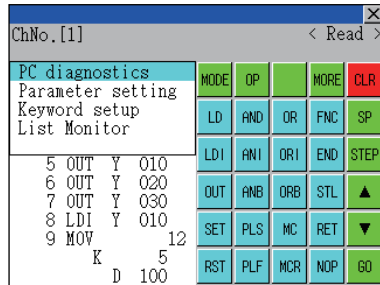 ChNo.[1] < Read >
PC diagnostics
Parameter setting
Keyword setup
List Monitor
5 OUT Y 010
6 OUT Y 020
7 OUT Y 030
8 LDI Y 010
9 MOV 12
K 5
D 100
MODE OP MORE CLR
LD AND OR FNC SP
LDI ANI ORI END STEP
OUT ANB ORB STL ▲
SET PLS MC RET ▼
RST PLF MCR NOP GO